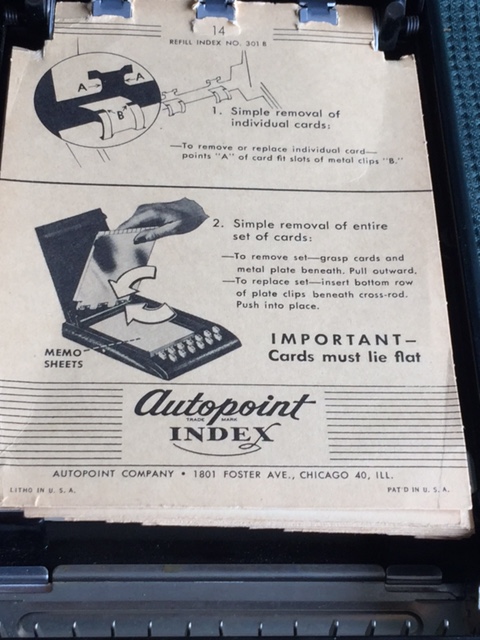 14
REFILL INDEX NO. 301 R
A A
B
1. Simple removal of
individual cards:
—To remove or replace individual card—
points "A" of card fit slots of metal clips "B."
2. Simple removal of entire
set of cards:
—To remove set—grasp cards and
metal plate beneath. Pull outward.
—To replace set—insert bottom row
of plate clips beneath cross-rod.
Push into place.
MEMO
SHEETS
IMPORTANT—
Cards must lie flat
Autopoint
TRADE MARK
INDEX
AUTOPOINT COMPANY • 1801 FOSTER AVE., CHICAGO 40, ILL.
LITHO IN U. S. A. PAT'D IN U. S. A.